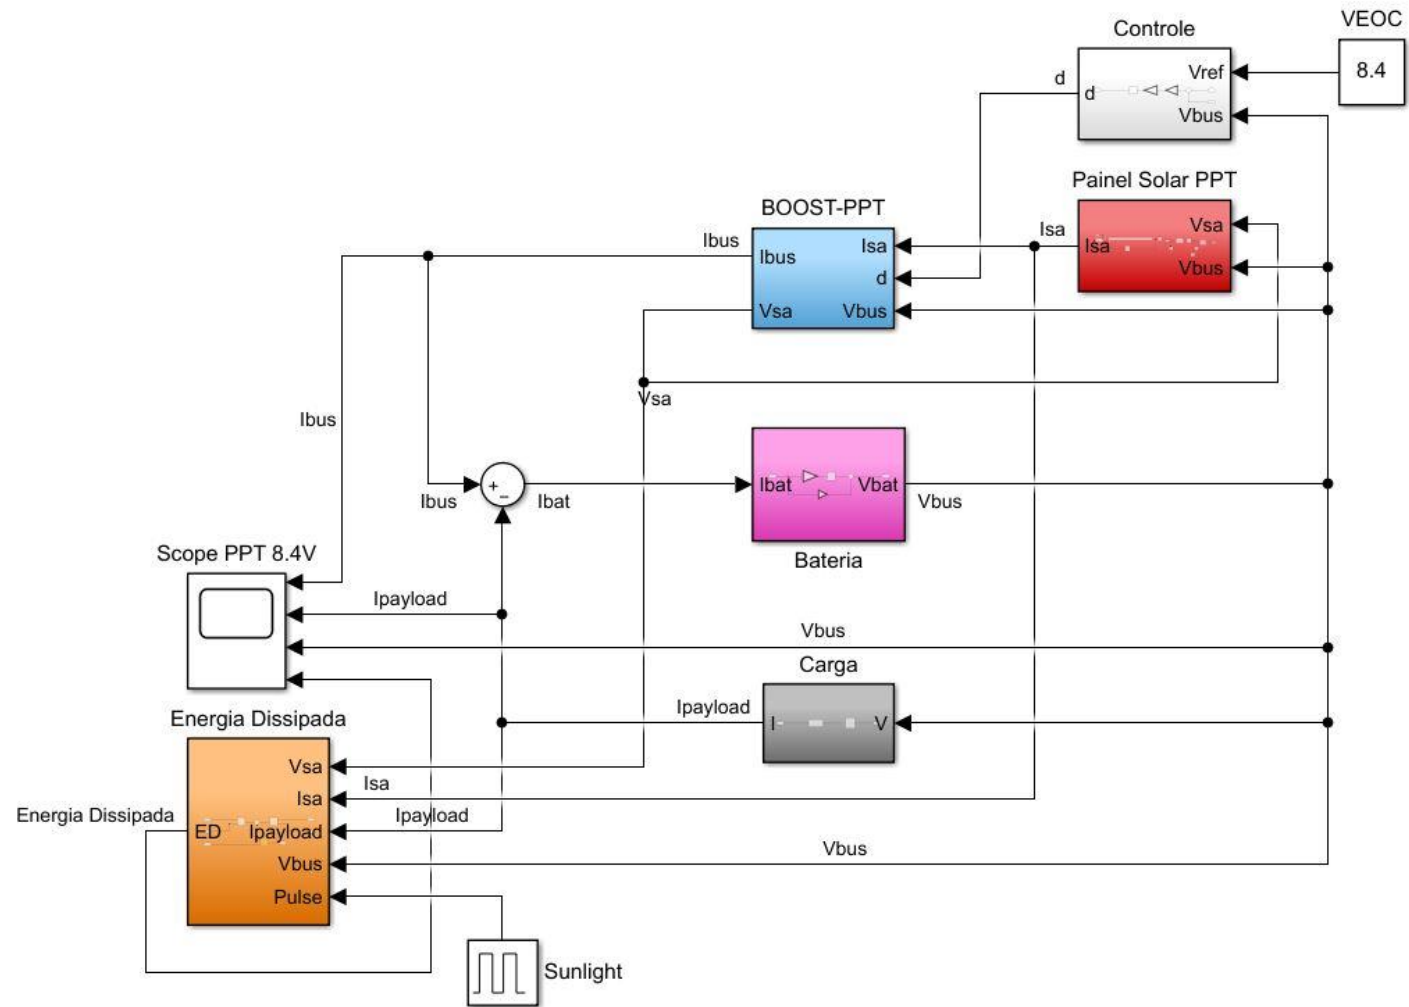 VEOC
8.4
Controle
Vref
d
d
Vbus
Painel Solar PPT
Vsa
Isa
Isa
Vbus
BOOST-PPT
Ibus
Ibus
Isa
d
Vsa
Vbus
Vsa
Ibus
Ibus
+
−
Ibat
Ibat
Vbat
Vbus
Bateria
Scope PPT 8.4V
Ipayload
Vbus
Carga
Ipayload
I
V
Energia Dissipada
Vsa
Isa
Isa
Energia Dissipada
ED
Ipayload
Ipayload
Vbus
Vbus
Pulse
Sunlight